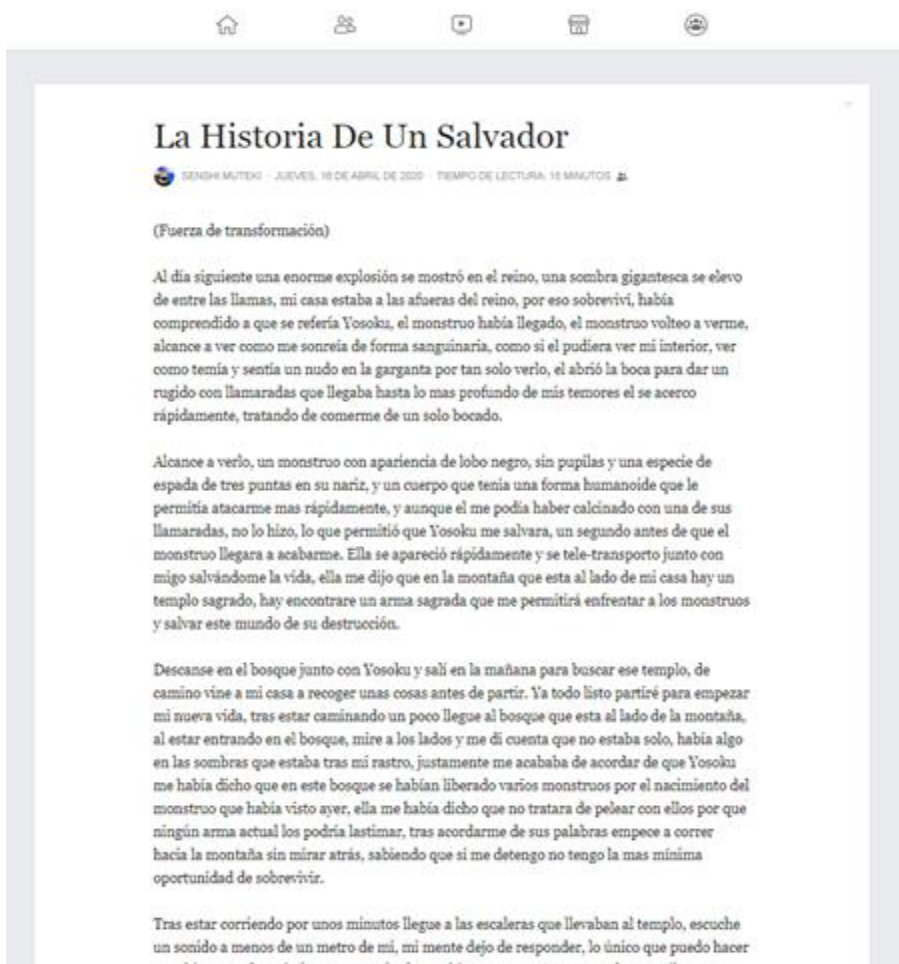 La Historia De Un Salvador
SENSHI MUTEKI · JUEVES, 16 DE ABRIL DE 2020 · TIEMPO DE LECTURA: 15 MINUTOS
(Fuerza de transformación)
Al día siguiente una enorme explosión se mostró en el reino, una sombra gigantesca se elevo
de entre las llamas, mi casa estaba a las afueras del reino, por eso sobreviví, había
comprendido a que se refería Yosoku, el monstruo había llegado, el monstruo volteo a verme,
alcance a ver como me sonreía de forma sanguinaria, como si el pudiera ver mi interior, ver
como temía y sentía un nudo en la garganta por tan solo verlo, el abrió la boca para dar un
rugido con llamaradas que llegaba hasta lo mas profundo de mis temores el se acerco
rápidamente, tratando de comerme de un solo bocado.
Alcance a verlo, un monstruo con apariencia de lobo negro, sin pupilas y una especie de
espada de tres puntas en su nariz, y un cuerpo que tenia una forma humanoide que le
permitía atacarme mas rápidamente, y aunque el me podía haber calcinado con una de sus
llamaradas, no lo hizo, lo que permitió que Yosoku me salvara, un segundo antes de que el
monstruo llegara a acabarme. Ella se apareció rápidamente y se tele-transporto junto con
migo salvándome la vida, ella me dijo que en la montaña que esta al lado de mi casa hay un
templo sagrado, hay encontrare un arma sagrada que me permitirá enfrentar a los monstruos
y salvar este mundo de su destrucción.
Descanse en el bosque junto con Yosoku y salí en la mañana para buscar ese templo, de
camino vine a mi casa a recoger unas cosas antes de partir. Ya todo listo partiré para empezar
mi nueva vida, tras estar caminando un poco llegue al bosque que esta al lado de la montaña,
al estar entrando en el bosque, mire a los lados y me di cuenta que no estaba solo, había algo
en las sombras que estaba tras mi rastro, justamente me acababa de acordar de que Yosoku
me había dicho que en este bosque se habían liberado varios monstruos por el nacimiento del
monstruo que había visto ayer, ella me había dicho que no tratara de pelear con ellos por que
ningún arma actual los podría lastimar, tras acordarme de sus palabras empece a correr
hacia la montaña sin mirar atrás, sabiendo que si me detengo no tengo la mas mínima
oportunidad de sobrevivir.
Tras estar corriendo por unos minutos llegue a las escaleras que llevaban al templo, escuche
un sonido a menos de un metro de mi, mi mente dejo de responder, lo único que puedo hacer